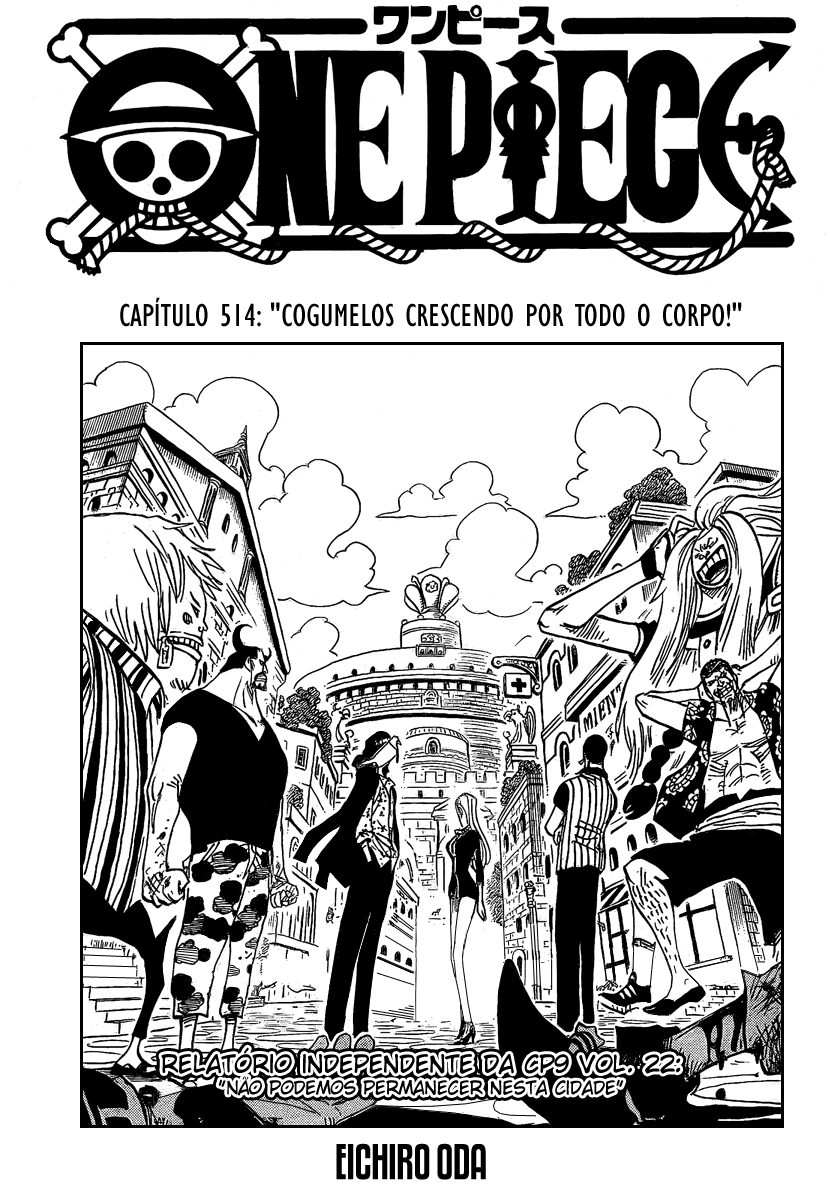 ワンピース
ONE PIECE
CAPÍTULO 514: "COGUMELOS CRESCENDO POR TODO O CORPO!"
MIEN"
RELATÓRIO INDEPENDENTE DA CP9 VOL. 22:
"NÃO PODEMOS PERMANECER NESTA CIDADE"
EICHIRO ODA